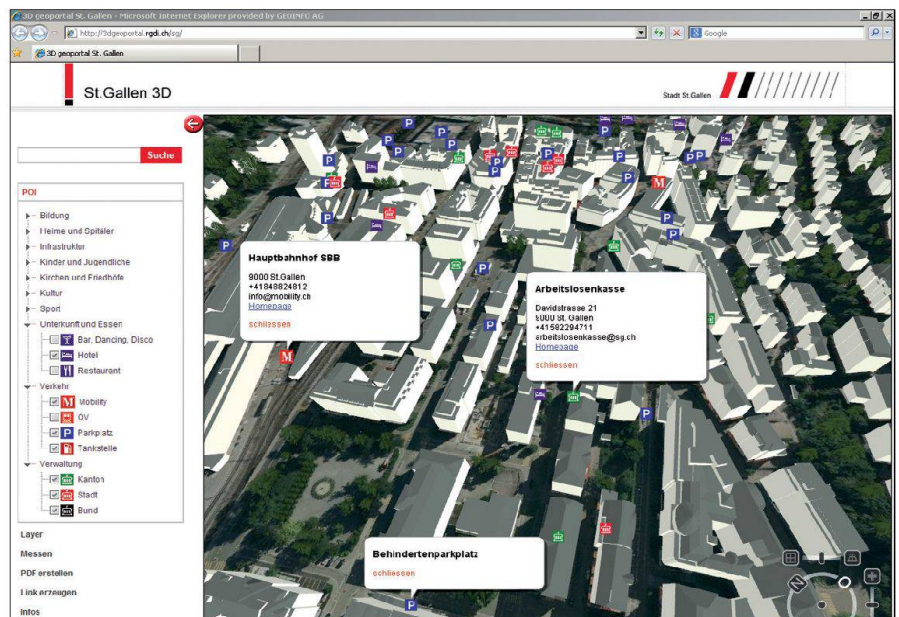 3D geoportal St. Gallen - Microsoft Internet Explorer provided by GEOINFO AG
http://3dgeoportal.rgdi.ch/sg/
Google
3D geoportal St. Gallen
St.Gallen 3D
Stadt St.Gallen
Suche
POI
Bildung
Heime und Spitäler
Infrastruktur
Kinder und Jugendliche
Kirchen und Friedhöfe
Kultur
Sport
Unterkunft und Essen
Bar, Dancing, Disco
Hotel
Restaurant
Verkehr
M Mobility
ÖV
P Parkplatz
Tankstelle
Verwaltung
Kanton
Stadt
Bund
Layer
Messen
PDF erstellen
Link erzeugen
Infos
Hauptbahnhof SBB
9000 St.Gallen
+41848824812
info@mobility.ch
Homepage
schliessen
Arbeitslosenkasse
Davidstrasse 21
9000 St. Gallen
+41582294711
arbeitslosenkasse@sg.ch
Homepage
schliessen
Behindertenparkplatz
schliessen
N